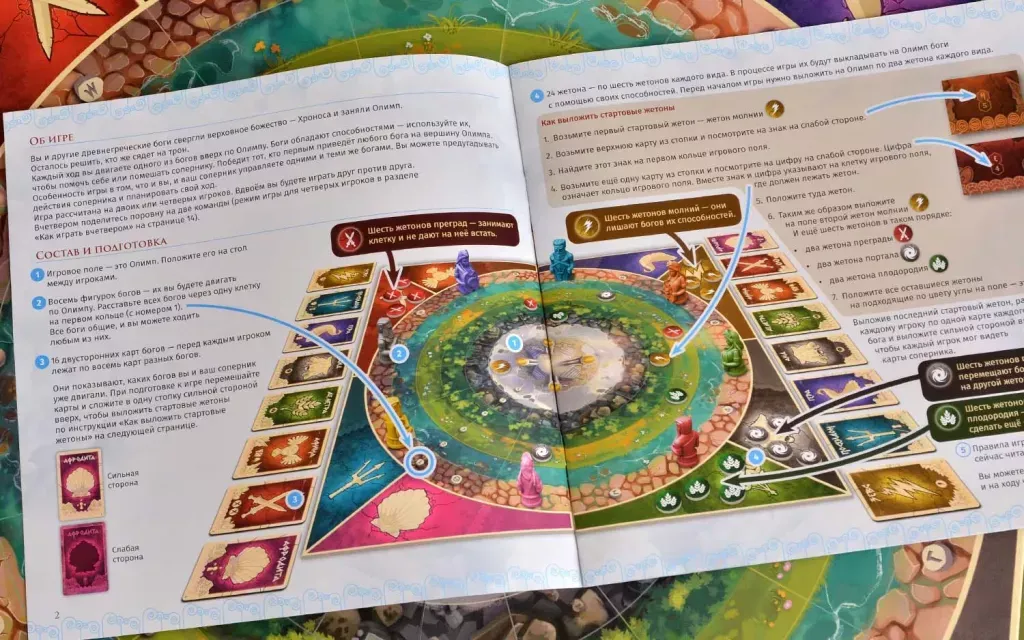 ОБ ИГРЕ
Вы и другие древнегреческие боги свергли верховное божество — Хроноса и заняли Олимп.
Осталось решить, кто же сядет на трон.
Каждый ход вы двигаете одного из богов вверх по Олимпу. Боги обладают способностями — используйте их,
чтобы помочь себе или помешать сопернику. Победит тот, кто первым приведёт любого бога на вершину Олимпа.
Особенность игры в том, что и вы, и ваш соперник управляете одними и теми же богами. Вы можете предугадывать
действия соперника и планировать свой ход.
Игра рассчитана на двоих или четверых игроков. Вдвоём вы будете играть друг против друга.
Вчетвером поделитесь поровну на две команды (режим игры для четверых игроков в разделе
«Как играть вчетвером» на странице 14).
СОСТАВ И ПОДГОТОВКА
1 Игровое поле — это Олимп. Положите его на стол
между игроками.
2 Восемь фигурок богов — их вы будете двигать
по Олимпу. Расставьте всех богов через одну клетку
на первом кольце (с номером 1).
Все боги общие, и вы можете ходить
любым из них.
3 16 двусторонних карт богов — перед каждым игроком
лежат по восемь карт разных богов.
Они показывают, каких богов вы и ваш соперник
уже двигали. При подготовке к игре перемешайте
карты и сложите в одну стопку сильной стороной
вверх, чтобы выложить стартовые жетоны
по инструкции «Как выложить стартовые
жетоны» на следующей странице.
АФРОДИТА
Сильная
сторона
АФРОДИТА
Слабая
сторона
2
Шесть жетонов преград — занимают
клетку и не дают на неё встать.
2
1
3
АФРОДИТА
4 24 жетона — по шесть жетонов каждого вида. В процессе игры их будут выкладывать на Олимп боги
с помощью своих способностей. Перед началом игры нужно выложить на Олимп по два жетона каждого вида.
Как выложить стартовые жетоны
1. Возьмите первый стартовый жетон — жетон молнии
2. Возьмите верхнюю карту из стопки и посмотрите на знак на слабой стороне.
3. Найдите этот знак на первом кольце игрового поля.
4. Возьмите ещё одну карту из стопки и посмотрите на цифру на слабой стороне. Цифра
означает кольцо игрового поля. Вместе знак и цифра указывают на клетку игрового поля,
где должен лежать жетон.
5. Положите туда жетон.
6. Таким же образом выложите
на поле второй жетон молнии
И ещё шесть жетонов в таком порядке:
• два жетона преграды
• два жетона портала
• два жетона плодородия
7. Положите все оставшиеся жетоны
на подходящие по цвету углы на поле — з
Выложив последний стартовый жетон, раз
каждому игроку по одной карте каждого
бога и выложите сильной стороной в
чтобы каждый игрок мог видеть
карты соперника.
Шесть жетонов молний — они
лишают богов их способностей.
Шесть жетонов
перемещают бо
на другой жето
Шесть жетоно
плодородия —
сделать ещё
4
5 Правила игр
сейчас чита
Вы можете
и на ходу ч